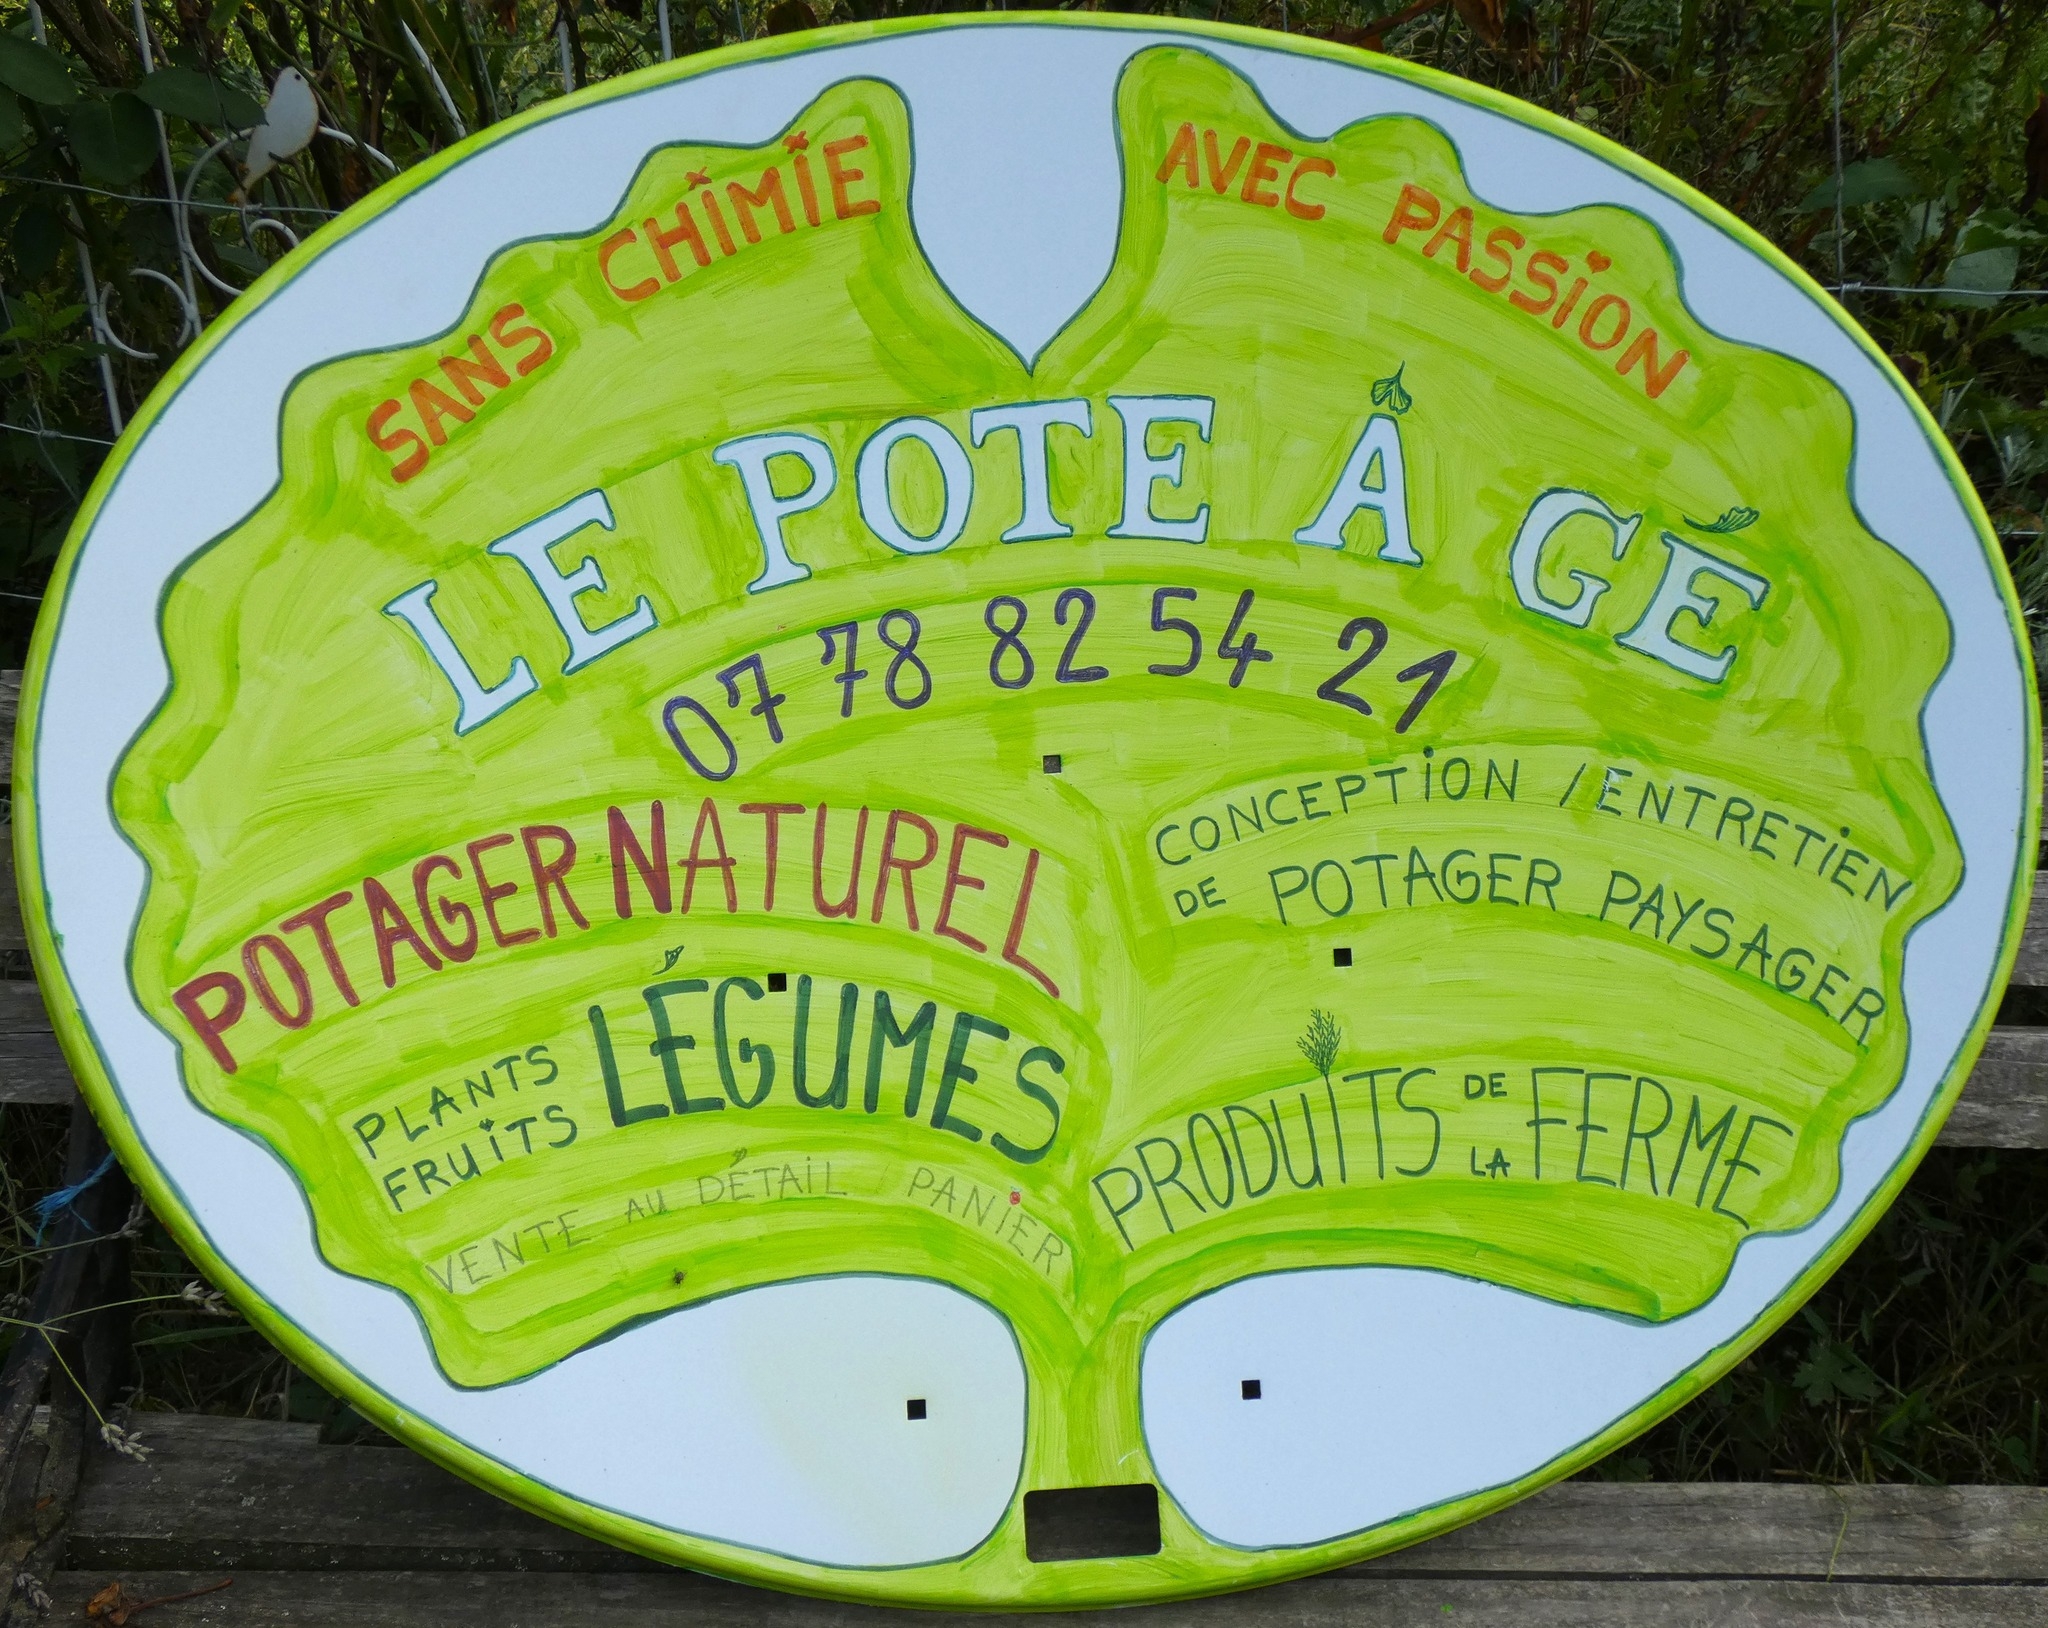 SANS CHIMIE
AVEC PASSION
LE POTE À GÉ
07 78 82 54 21
POTAGER NATUREL
PLANTS
FRUITS
LÉGUMES
VENTE AU DÉTAIL / PANIER
CONCEPTION / ENTRETIEN
DE POTAGER PAYSAGER
PRODUITS DE LA FERME